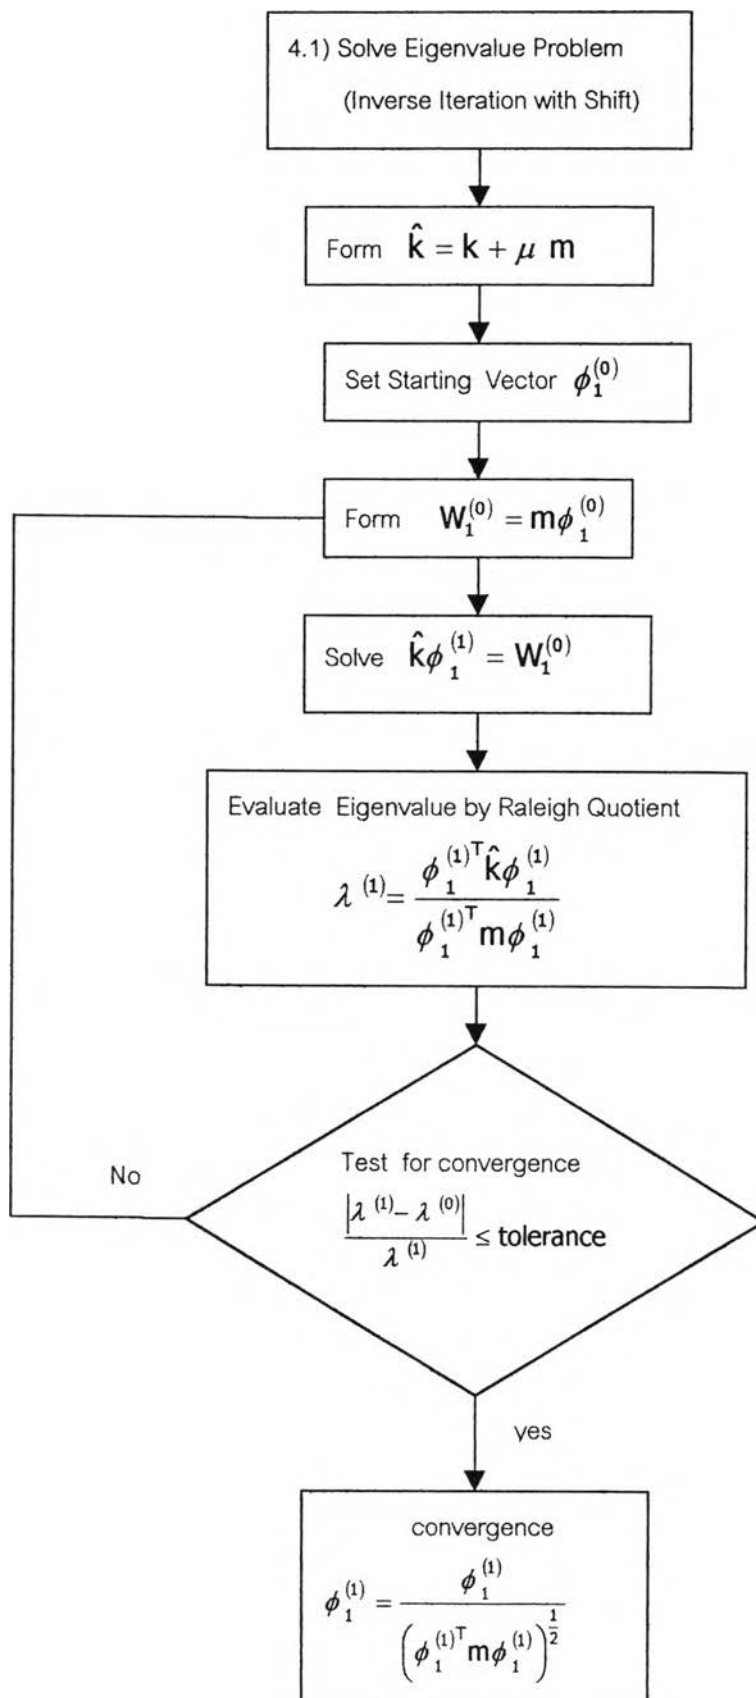 4.1) Solve Eigenvalue Problem
(Inverse Iteration with Shift)
Form k̂ = k + μ m
Set Starting Vector ϕ₁⁽⁰⁾
Form W₁⁽⁰⁾ = mϕ₁⁽⁰⁾
Solve k̂ϕ₁⁽¹⁾ = W₁⁽⁰⁾
Evaluate Eigenvalue by Raleigh Quotient
λ⁽¹⁾ = (ϕ₁⁽¹⁾ᵀ k̂ ϕ₁⁽¹⁾) / (ϕ₁⁽¹⁾ᵀ m ϕ₁⁽¹⁾)
No
Test for convergence
|λ⁽¹⁾ − λ⁽⁰⁾| / λ⁽¹⁾ ≤ tolerance
yes
convergence
ϕ₁⁽¹⁾ = ϕ₁⁽¹⁾ / (ϕ₁⁽¹⁾ᵀ m ϕ₁⁽¹⁾)^(1/2)